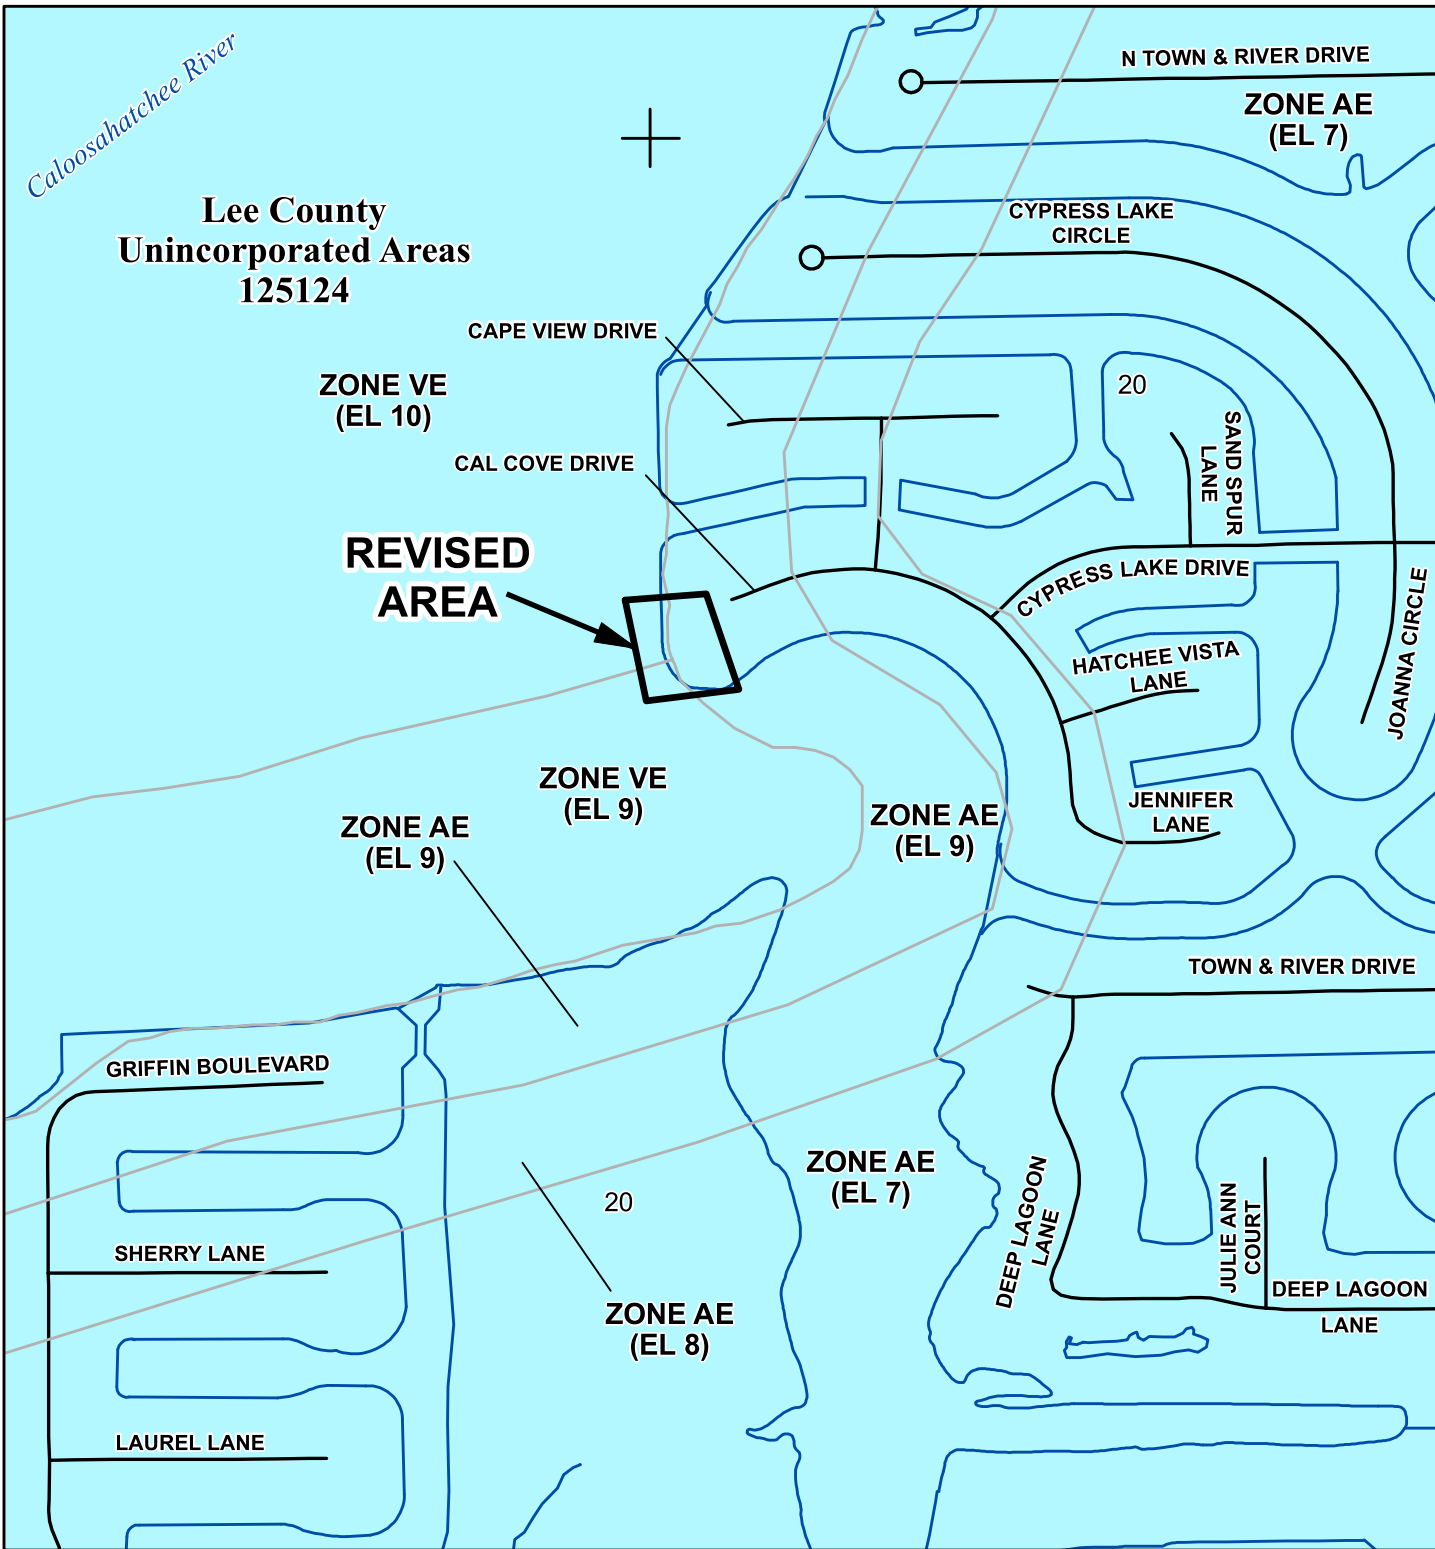 Caloosahatchee River
N TOWN & RIVER DRIVE
ZONE AE
(EL 7)
Lee County
Unincorporated Areas
125124
CYPRESS LAKE
CIRCLE
CAPE VIEW DRIVE
ZONE VE
(EL 10)
20
SAND SPUR
LANE
CAL COVE DRIVE
REVISED
AREA
CYPRESS LAKE DRIVE
JOANNA CIRCLE
HATCHEE VISTA
LANE
ZONE VE
(EL 9)
ZONE AE
(EL 9)
ZONE AE
(EL 9)
JENNIFER
LANE
TOWN & RIVER DRIVE
GRIFFIN BOULEVARD
ZONE AE
(EL 7)
20
DEEP LAGOON
LANE
JULIE ANN
COURT
SHERRY LANE
DEEP LAGOON
LANE
ZONE AE
(EL 8)
LAUREL LANE